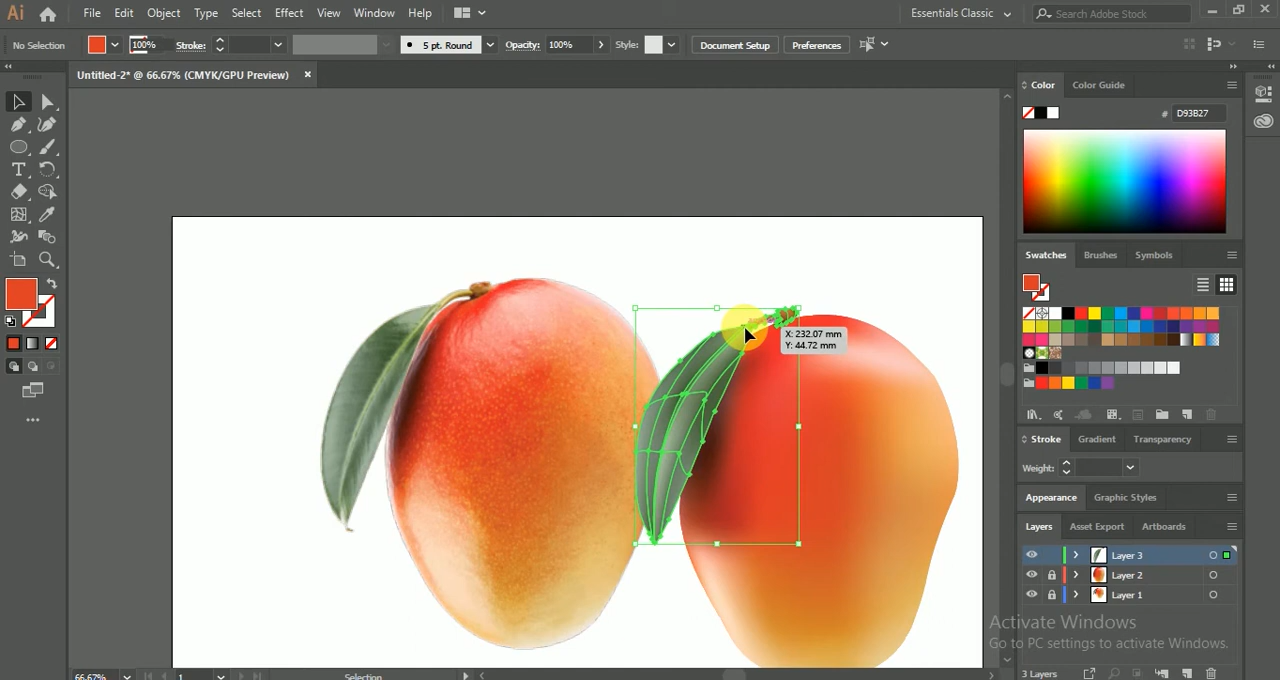 Ai File Edit Object Type Select Effect View Window Help Essentials Classic Search Adobe Stock
No Selection 100% Stroke: 5 pt. Round Opacity: 100% Style: Document Setup Preferences
Untitled-2* @ 66.67% (CMYK/GPU Preview)
Color Color Guide
# D93B27
Swatches Brushes Symbols
X: 232.07 mm
Y: 44.72 mm
Stroke Gradient Transparency
Weight:
Appearance Graphic Styles
Layers Asset Export Artboards
Layer 3
Layer 2
Layer 1
Activate Windows
Go to PC settings to activate Windows.
3 Layers
66.67% 1 Selection